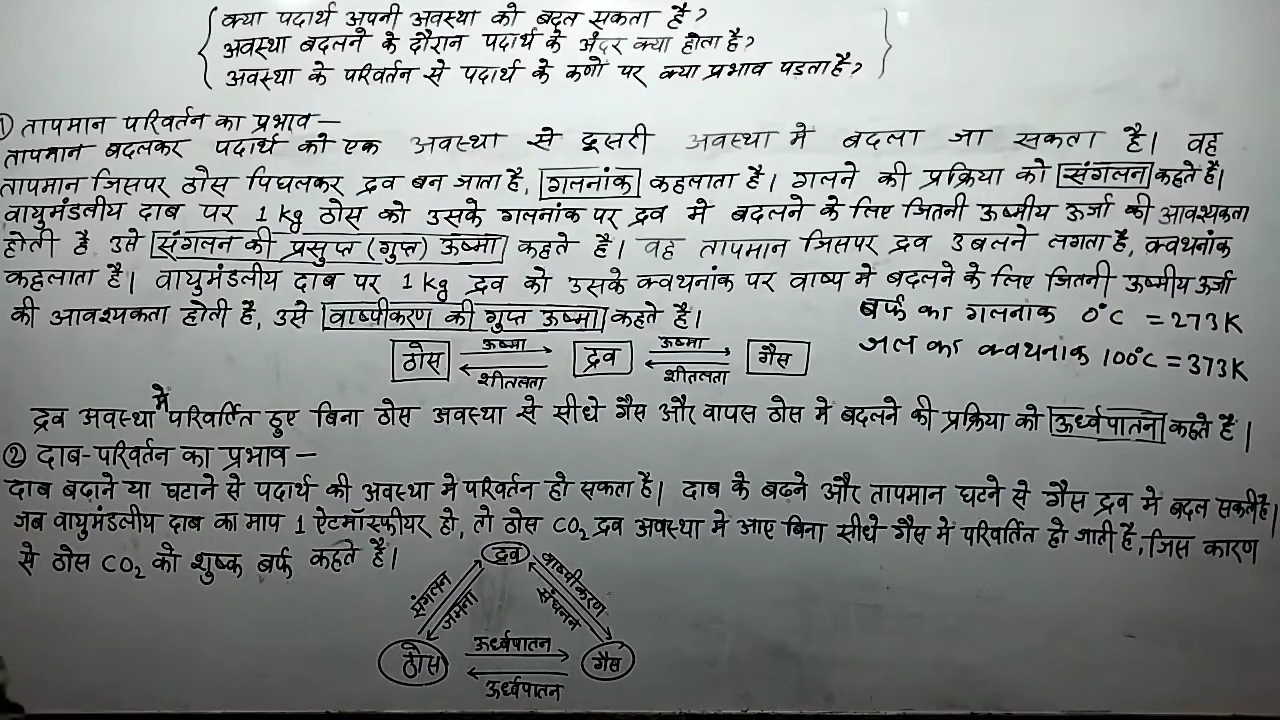 क्या पदार्थ अपनी अवस्था को बदल सकता है?
अवस्था बदलने के दौरान पदार्थ के अंदर क्या होता है?
अवस्था के परिवर्तन से पदार्थ के कणों पर क्या प्रभाव पड़ता है?
① तापमान परिवर्तन का प्रभाव —
तापमान बदलकर पदार्थ को एक अवस्था से दूसरी अवस्था में बदला जा सकता है। वह
तापमान जिसपर ठोस पिघलकर द्रव बन जाता है, गलनांक कहलाता है। गलने की प्रक्रिया को संगलन कहते हैं।
वायुमंडलीय दाब पर 1 kg ठोस को उसके गलनांक पर द्रव में बदलने के लिए जितनी ऊष्मीय ऊर्जा की आवश्यकता
होती है उसे संगलन की प्रसुप्त (गुप्त) ऊष्मा कहते हैं। वह तापमान जिसपर द्रव उबलने लगता है, क्वथनांक
कहलाता है। वायुमंडलीय दाब पर 1 kg द्रव को उसके क्वथनांक पर वाष्प में बदलने के लिए जितनी ऊष्मीय ऊर्जा
की आवश्यकता होती है, उसे वाष्पीकरण की गुप्त ऊष्मा कहते हैं।
बर्फ का गलनांक 0°C = 273K
जल का क्वथनांक 100°C = 373K
ठोस ऊष्मा शीतलता द्रव ऊष्मा शीतलता गैस
द्रव अवस्था में परिवर्तित हुए बिना ठोस अवस्था से सीधे गैस और वापस ठोस में बदलने की प्रक्रिया को ऊर्ध्वपातन कहते हैं।
② दाब-परिवर्तन का प्रभाव —
दाब बढ़ाने या घटाने से पदार्थ की अवस्था में परिवर्तन हो सकता है। दाब के बढ़ने और तापमान घटने से गैस द्रव में बदल सकती है।
जब वायुमंडलीय दाब का माप 1 ऐटमॉस्फीयर हो, तो ठोस CO₂ द्रव अवस्था में आए बिना सीधे गैस में परिवर्तित हो जाती है, जिस कारण
से ठोस CO₂ को शुष्क बर्फ कहते हैं।
द्रव
संगलन जमना
वाष्पीकरण संघनन
ठोस ऊर्ध्वपातन गैस
ऊर्ध्वपातन